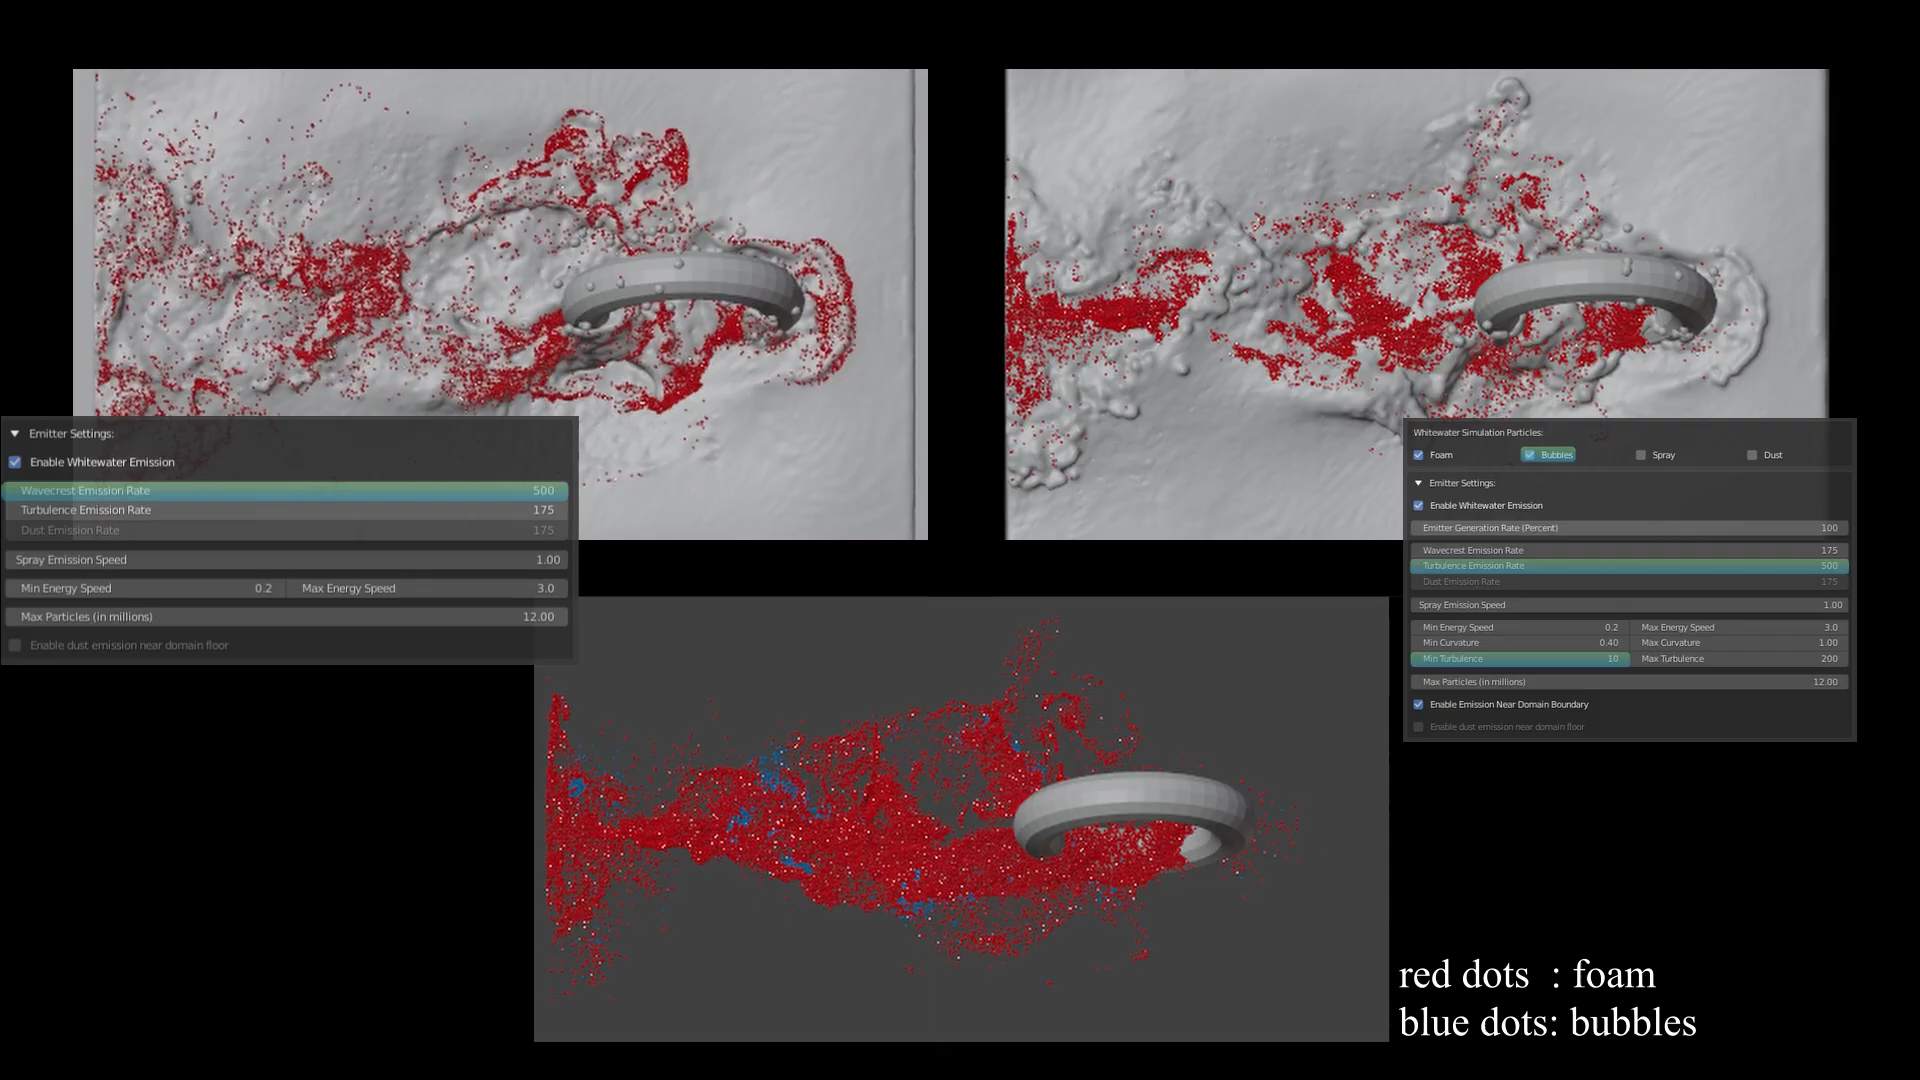 Emitter Settings:
Enable Whitewater Emission
Wavecrest Emission Rate 500
Turbulence Emission Rate 175
Dust Emission Rate 175
Spray Emission Speed 1.00
Min Energy Speed 0.2 Max Energy Speed 3.0
Max Particles (in millions) 12.00
Enable dust emission near domain floor
Whitewater Simulation Particles:
Foam Bubbles Spray Dust
Emitter Settings:
Enable Whitewater Emission
Emitter Generation Rate (Percent) 100
Wavecrest Emission Rate 175
Turbulence Emission Rate 500
Dust Emission Rate 175
Spray Emission Speed 1.00
Min Energy Speed 0.2 Max Energy Speed 3.0
Min Curvature 0.40 Max Curvature 1.00
Min Turbulence 10 Max Turbulence 200
Max Particles (in millions) 12.00
Enable Emission Near Domain Boundary
Enable dust emission near domain floor
red dots : foam
blue dots: bubbles